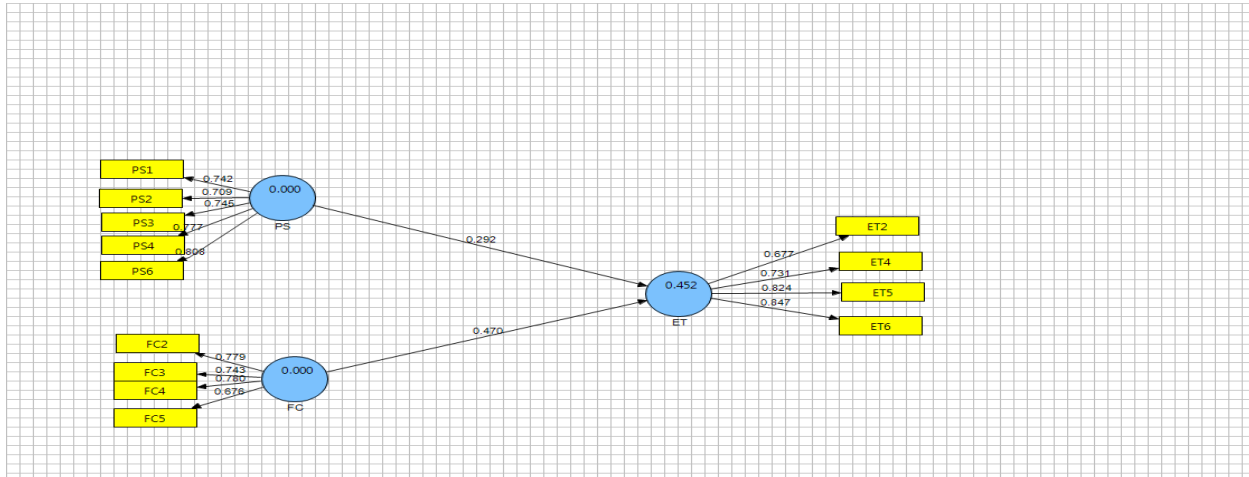 PS1
0.742
PS2
0.709
PS3
0.745
PS4
0.777
PS6
0.808
0.000
PS
0.292
FC2
0.779
FC3
0.743
FC4
0.780
FC5
0.676
0.000
FC
0.470
0.452
ET
ET2
0.677
ET4
0.731
ET5
0.824
ET6
0.847